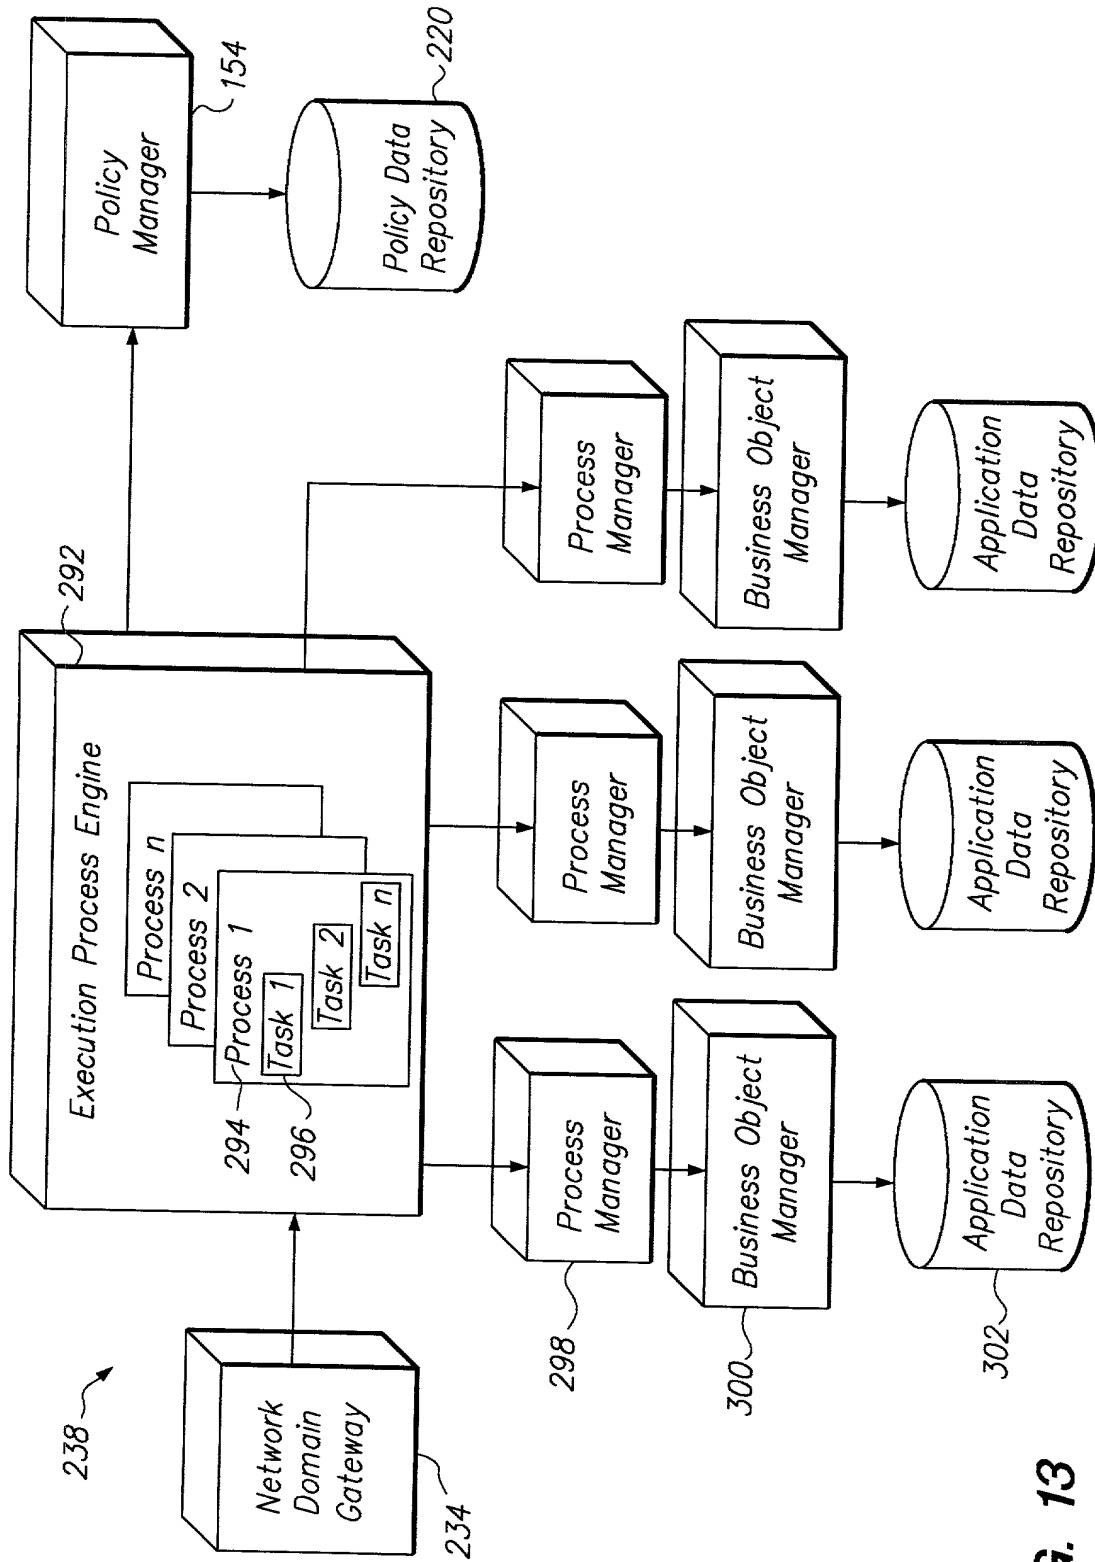 238
Network
Domain
Gateway
234
Execution Process Engine
292
Process n
Process 2
Process 1
294
Task 1
296
Task 2
Task n
Policy
Manager
154
Policy Data
Repository
220
Process
Manager
298
Process
Manager
Process
Manager
Business Object
Manager
300
Business Object
Manager
Business Object
Manager
Application
Data
Repository
302
Application
Data
Repository
Application
Data
Repository
G. 13